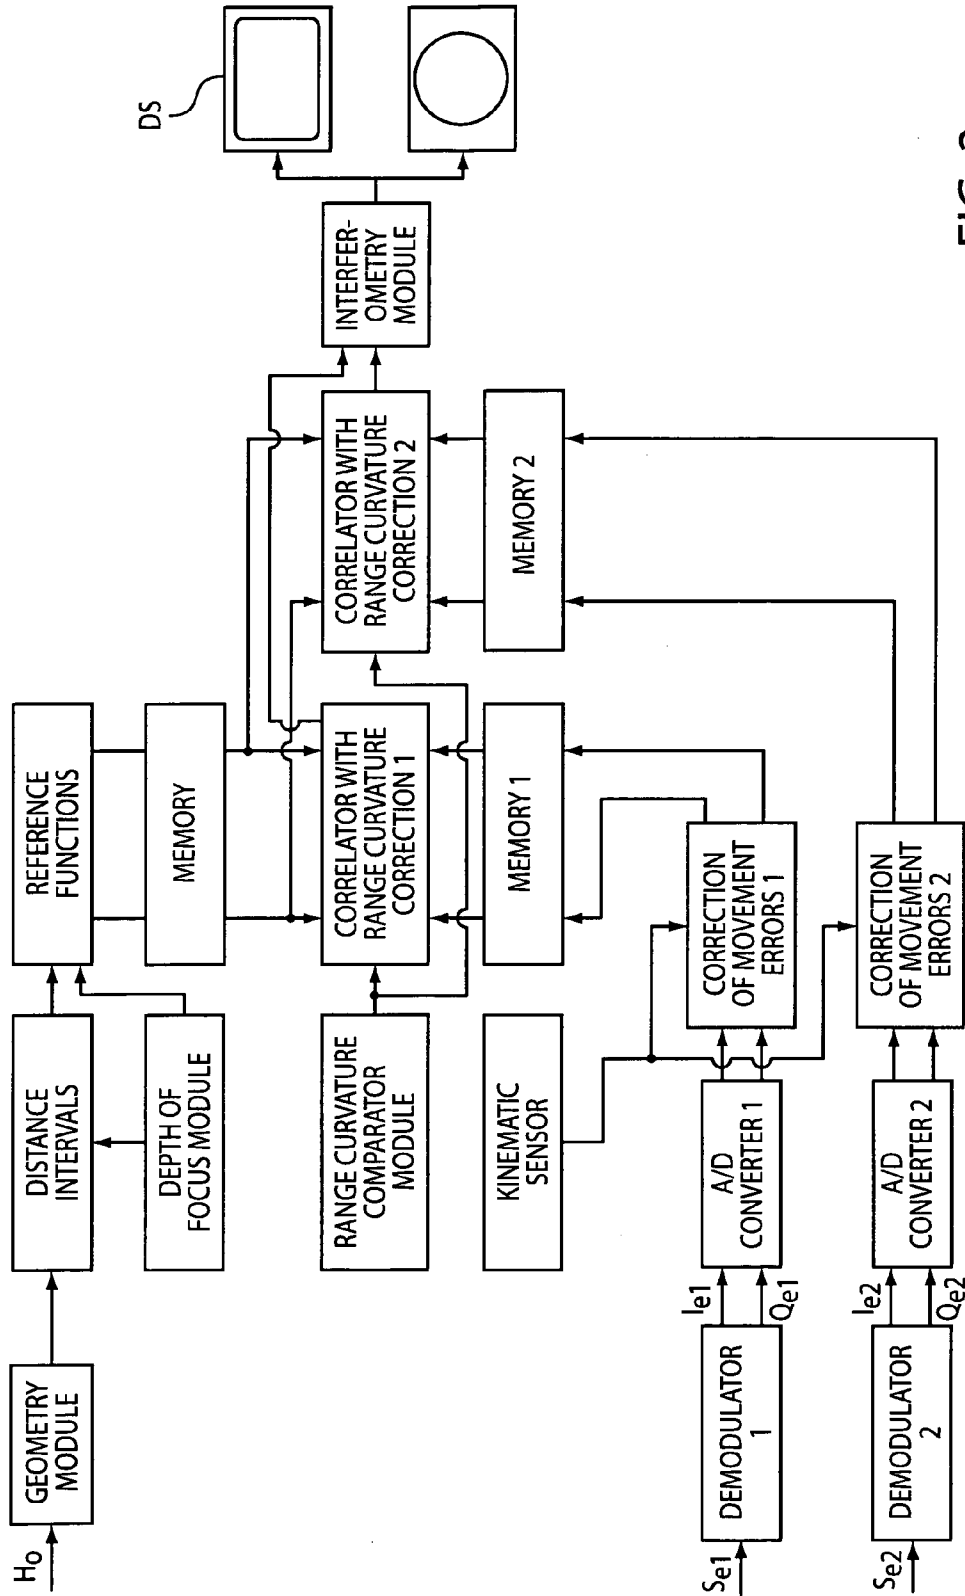 Ho
GEOMETRY
MODULE
DISTANCE
INTERVALS
REFERENCE
FUNCTIONS
DEPTH OF
FOCUS MODULE
MEMORY
DS
RANGE CURVATURE
COMPARATOR
MODULE
CORRELATOR WITH
RANGE CURVATURE
CORRECTION 1
CORRELATOR WITH
RANGE CURVATURE
CORRECTION 2
INTERFER-
OMETRY
MODULE
KINEMATIC
SENSOR
MEMORY 1
MEMORY 2
Se1
DEMODULATOR
1
Ie1
Qe1
A/D
CONVERTER 1
CORRECTION
OF MOVEMENT
ERRORS 1
Se2
DEMODULATOR
2
Ie2
Qe2
A/D
CONVERTER 2
CORRECTION
OF MOVEMENT
ERRORS 2
FIG.